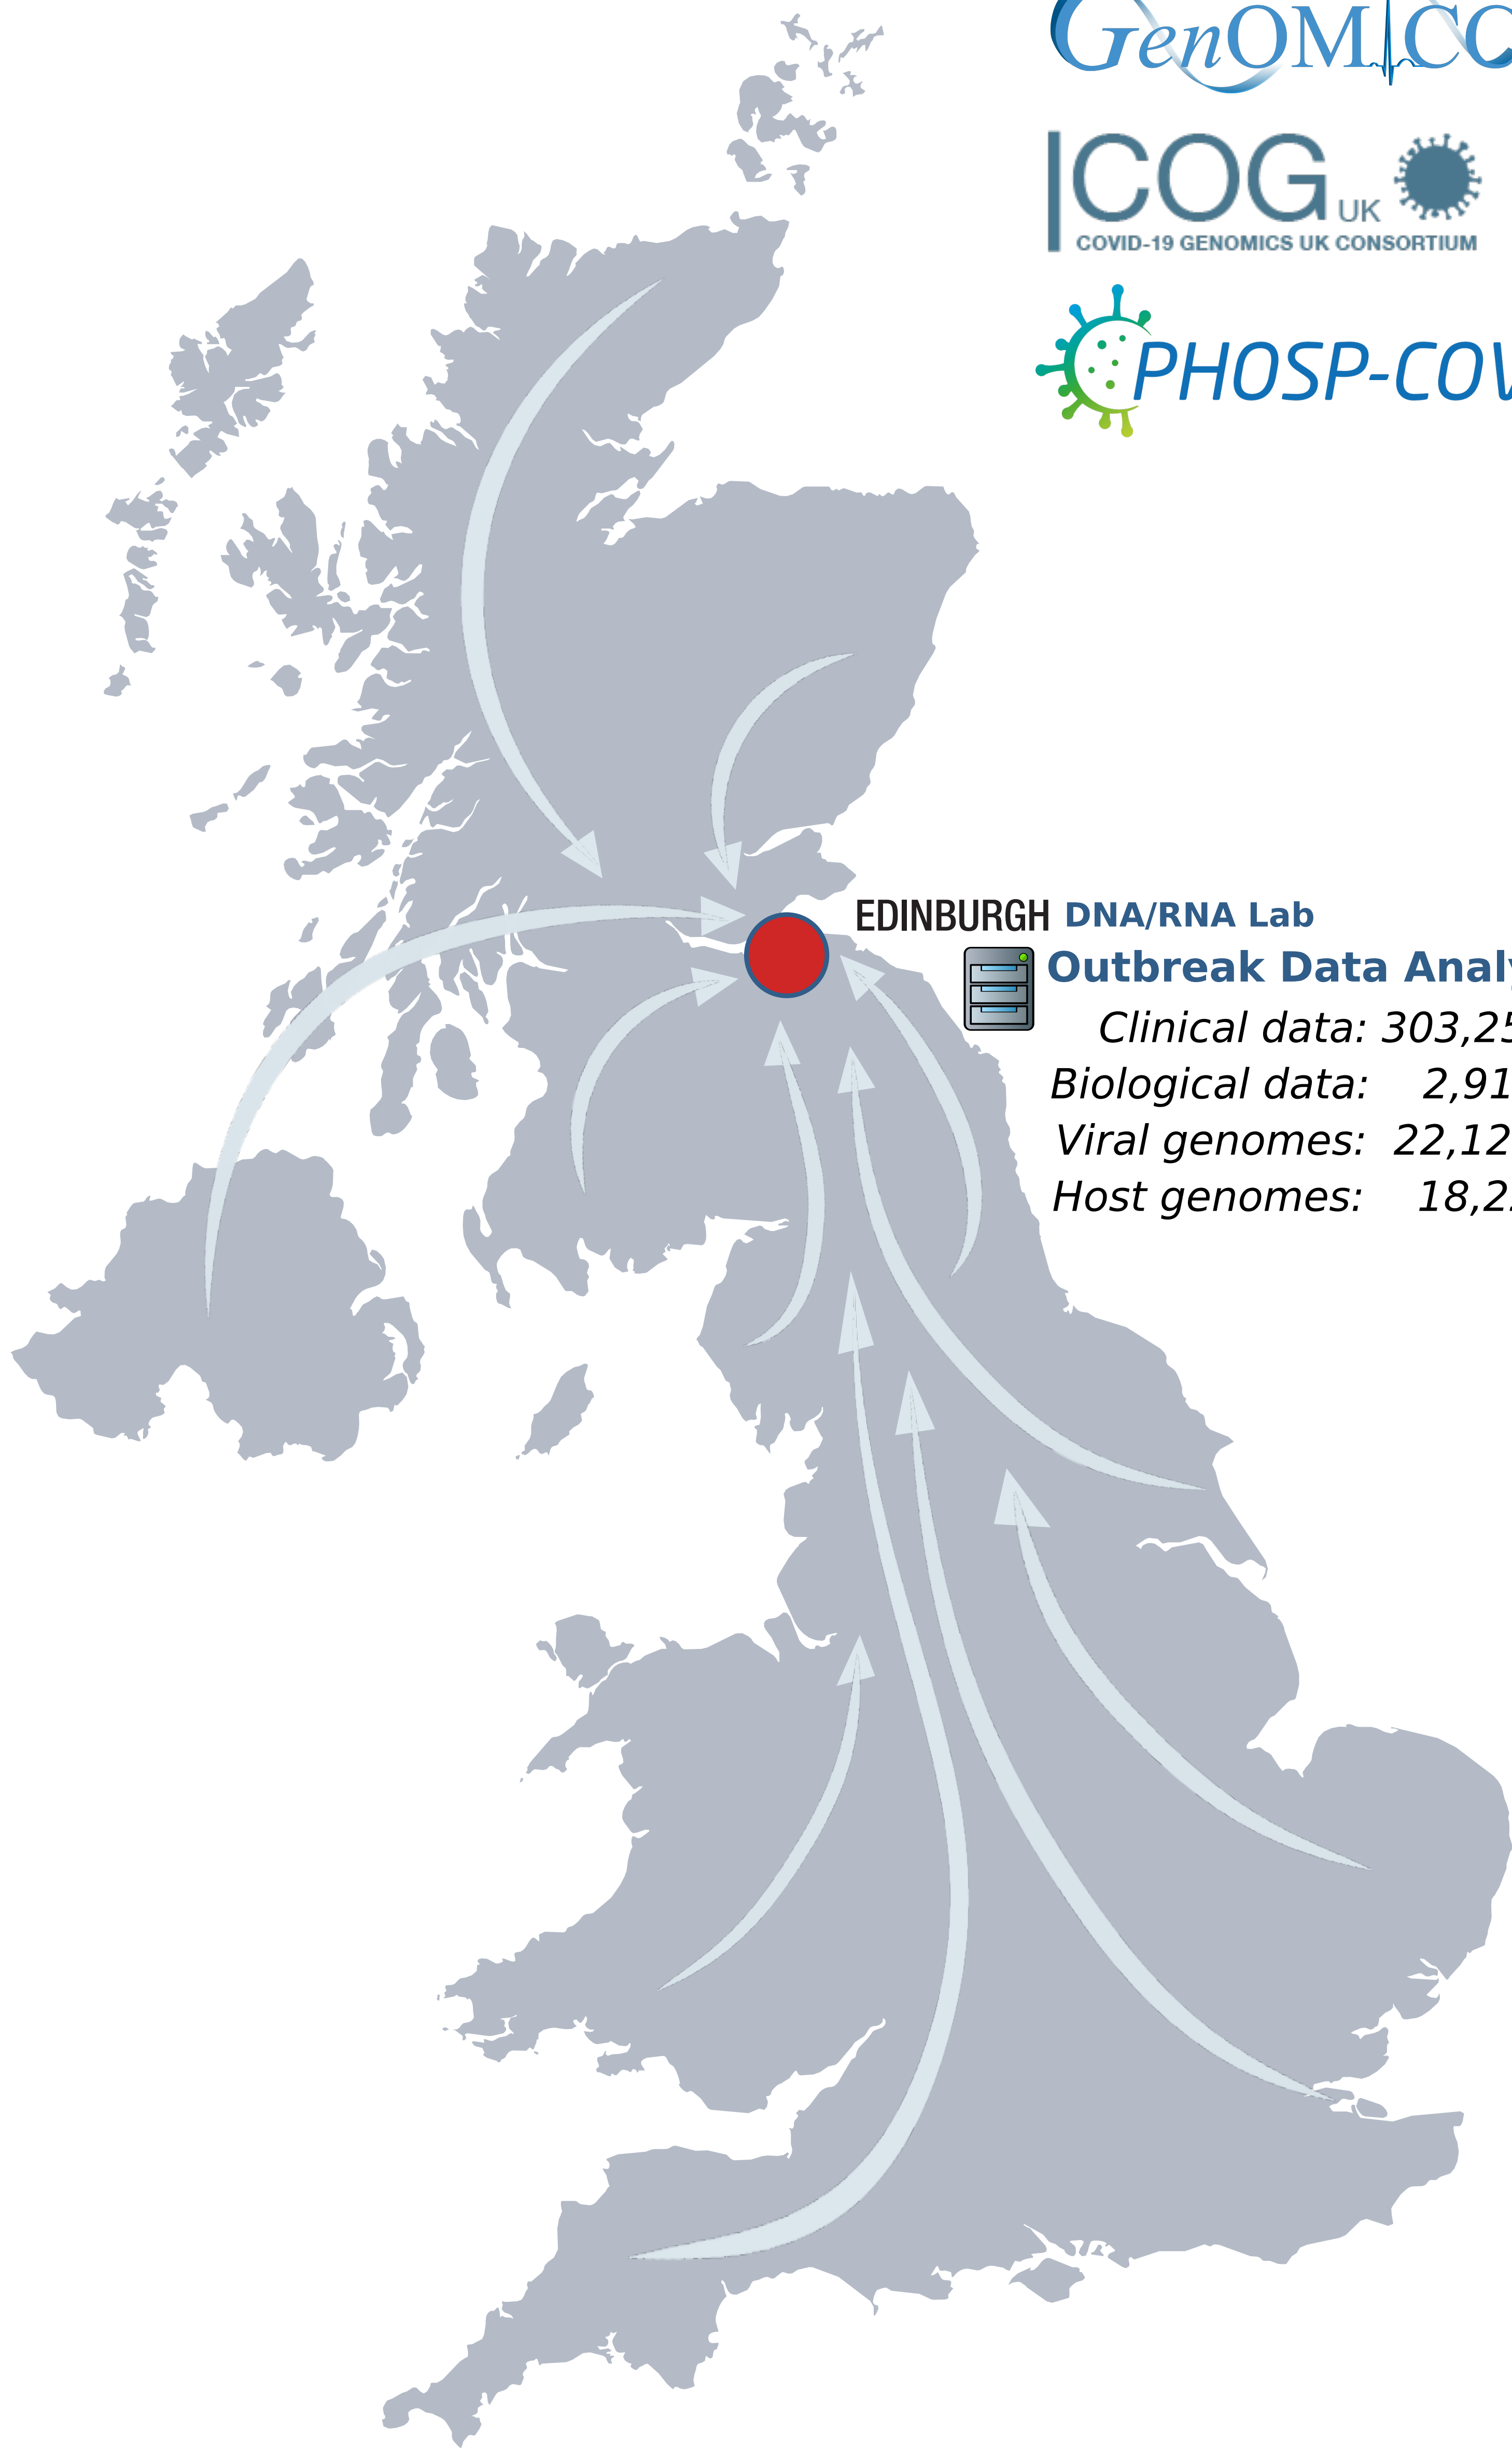 GenOMICC
COG UK
COVID-19 GENOMICS UK CONSORTIUM
PHOSP-COV
EDINBURGH DNA/RNA Lab
Outbreak Data Analy
Clinical data: 303,25
Biological data: 2,91
Viral genomes: 22,12
Host genomes: 18,2